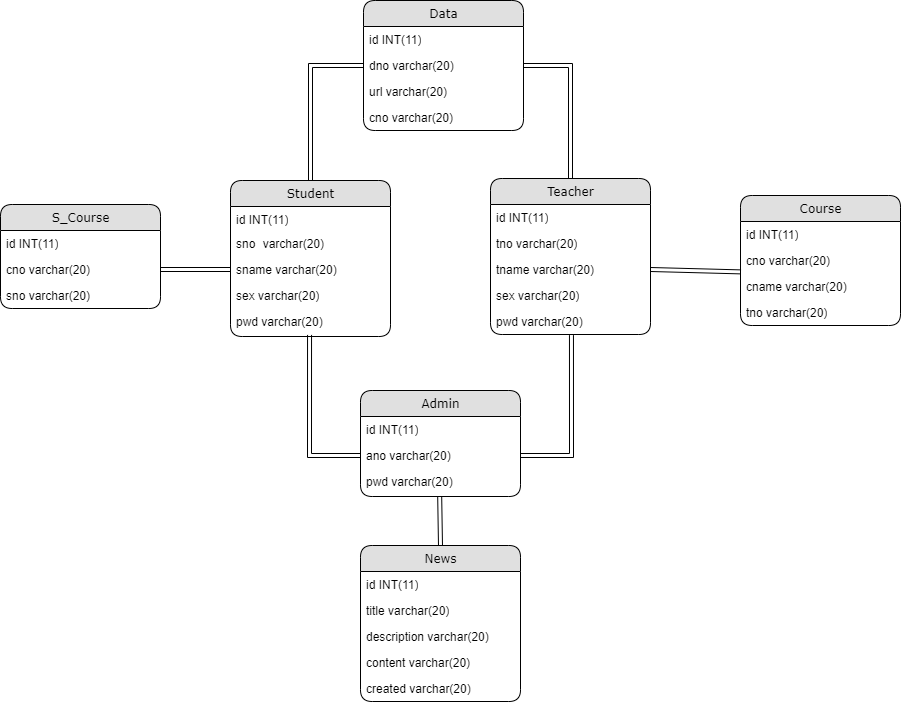 Data
id INT(11)
dno varchar(20)
url varchar(20)
cno varchar(20)
Student
id INT(11)
sno  varchar(20)
sname varchar(20)
sex varchar(20)
pwd varchar(20)
Teacher
id INT(11)
tno varchar(20)
tname varchar(20)
sex varchar(20)
pwd varchar(20)
S_Course
id INT(11)
cno varchar(20)
sno varchar(20)
Course
id INT(11)
cno varchar(20)
cname varchar(20)
tno varchar(20)
Admin
id INT(11)
ano varchar(20)
pwd varchar(20)
News
id INT(11)
title varchar(20)
description varchar(20)
content varchar(20)
created varchar(20)